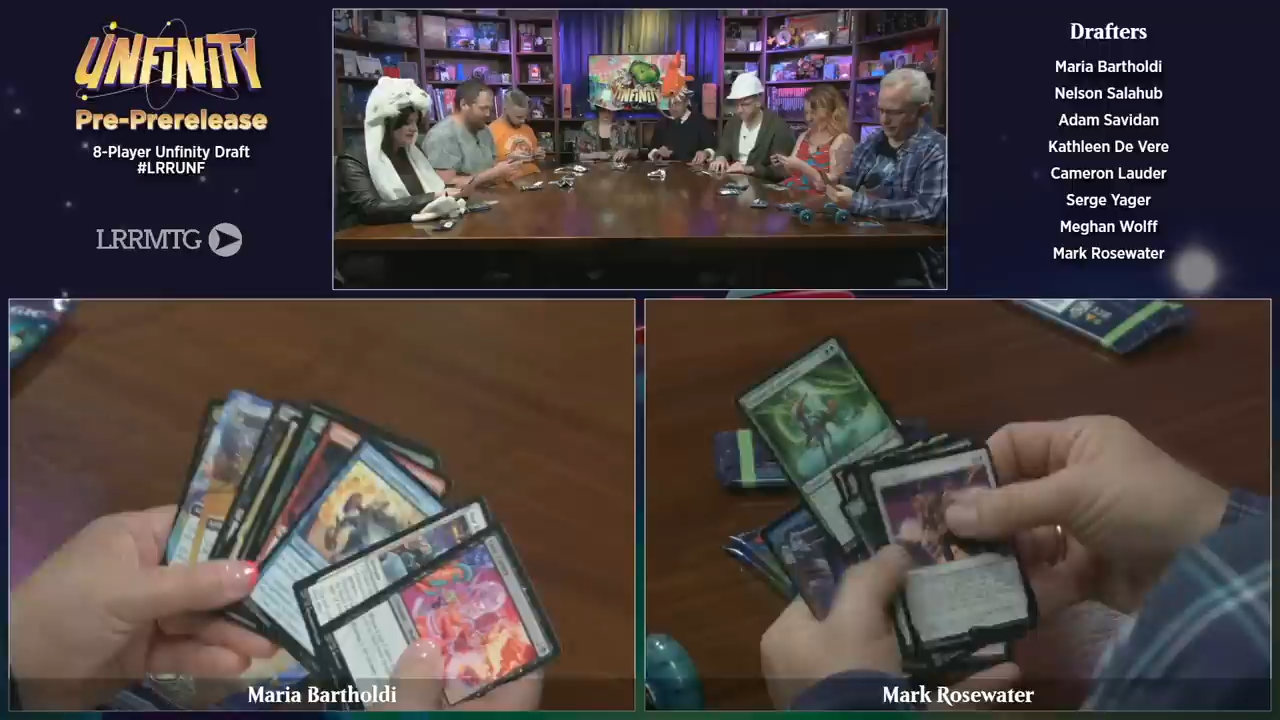 UNFINITY
Pre-Prerelease
8-Player Unfinity Draft
#LRRUNF
LRRMTG
UNFINITY
Drafters
Maria Bartholdi
Nelson Salahub
Adam Savidan
Kathleen De Vere
Cameron Lauder
Serge Yager
Meghan Wolff
Mark Rosewater
Maria Bartholdi
Mark Rosewater